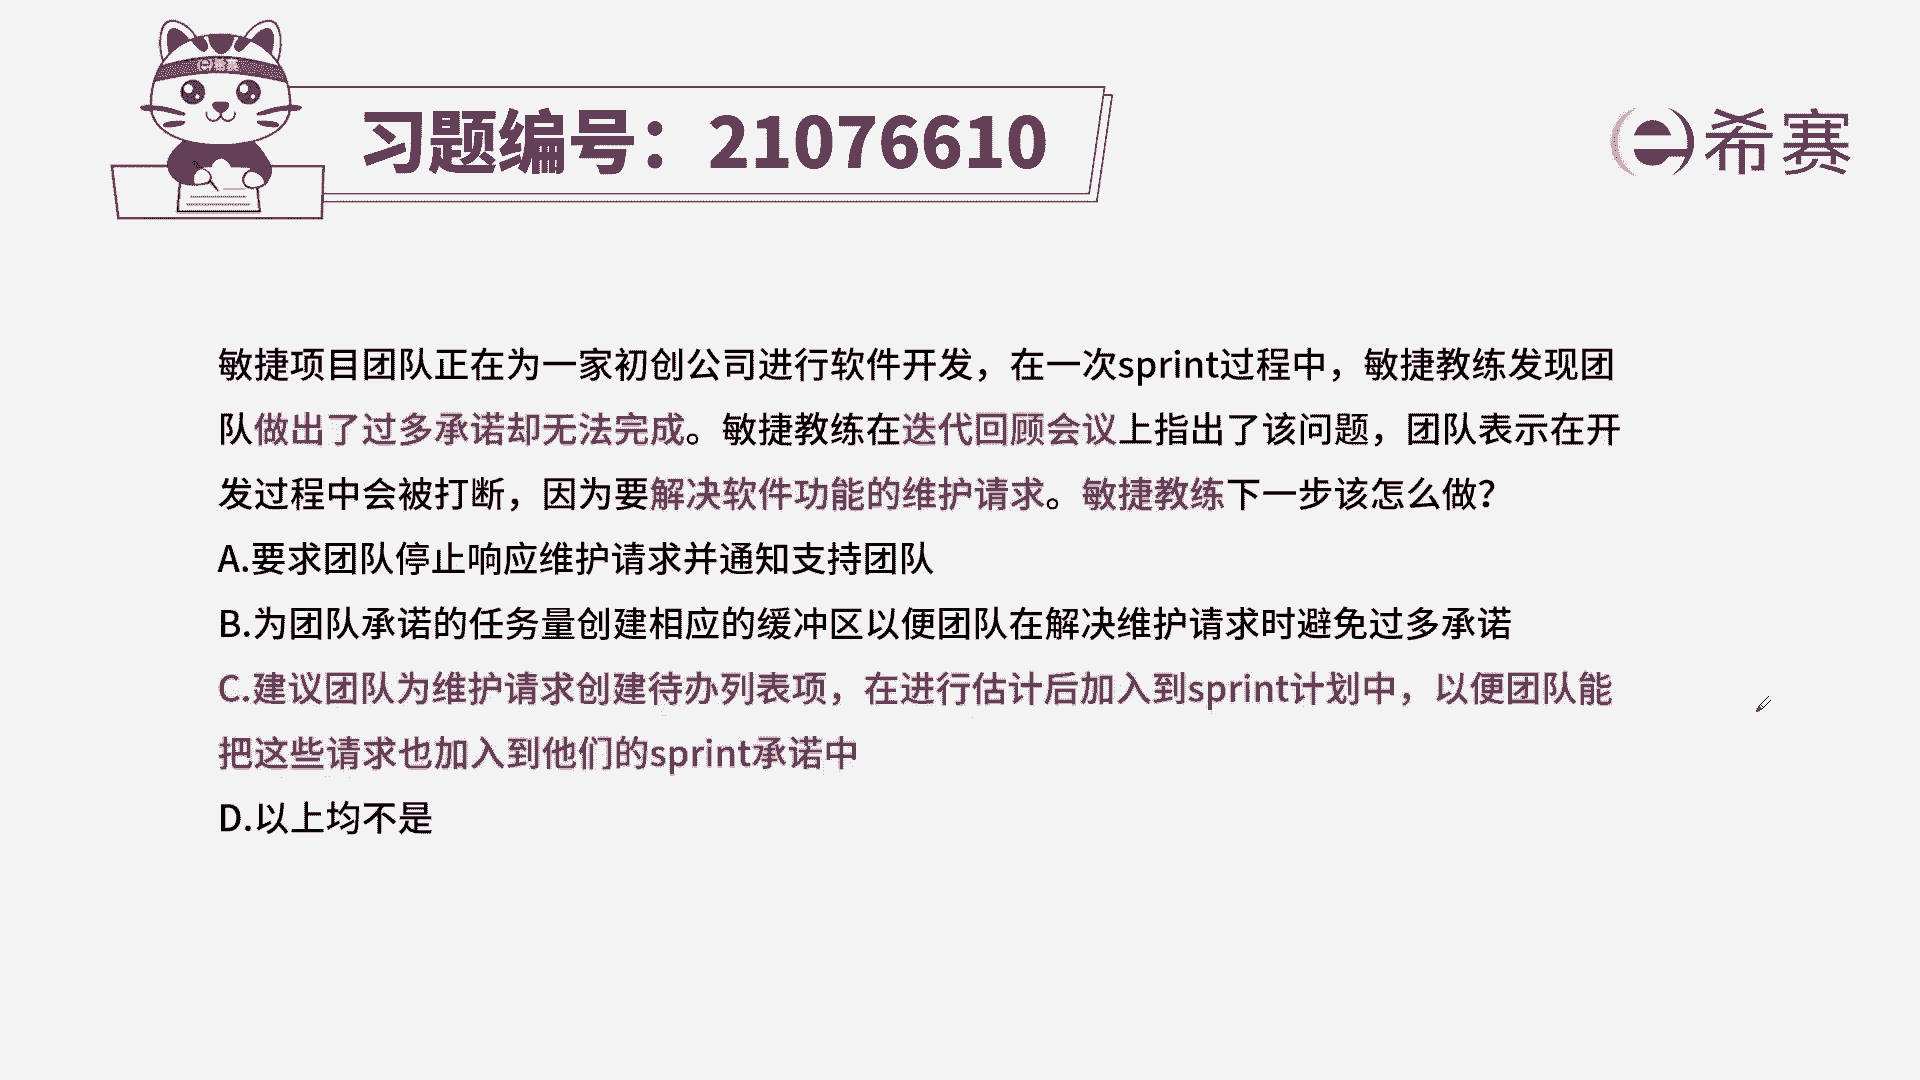 e希赛
习题编号：21076610
e希赛
敏捷项目团队正在为一家初创公司进行软件开发，在一次sprint过程中，敏捷教练发现团
队做出了过多承诺却无法完成。敏捷教练在迭代回顾会议上指出了该问题，团队表示在开
发过程中会被打断，因为要解决软件功能的维护请求。敏捷教练下一步该怎么做？
A.要求团队停止响应维护请求并通知支持团队
B.为团队承诺的任务量创建相应的缓冲区以便团队在解决维护请求时避免过多承诺
C.建议团队为维护请求创建待办列表项，在进行估计后加入到sprint计划中，以便团队能
把这些请求也加入到他们的sprint承诺中
D.以上均不是